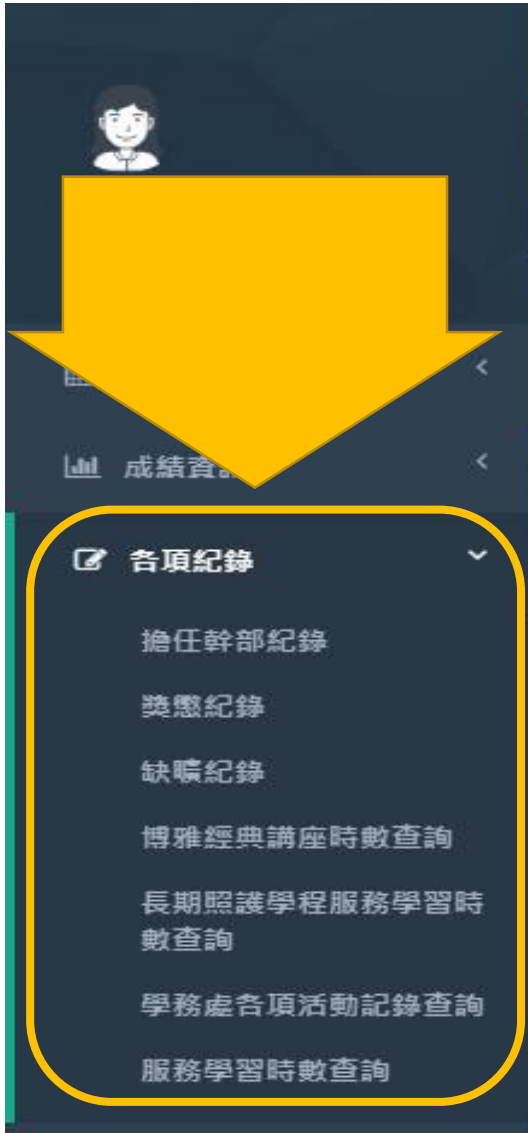 成績資
各項紀錄
擔任幹部紀錄
獎懲紀錄
缺曠紀錄
博雅經典講座時數查詢
長期照護學程服務學習時
數查詢
學務處各項活動記錄查詢
服務學習時數查詢